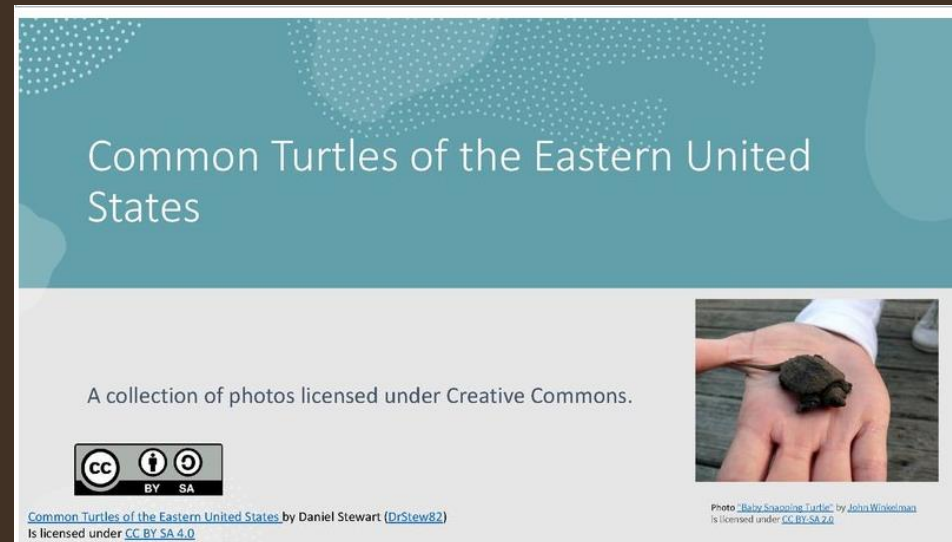 Common Turtles of the Eastern United
States
A collection of photos licensed under Creative Commons.
cc
BY SA
Common Turtles of the Eastern United States by Daniel Stewart (DrStew82)
Is licensed under CC BY SA 4.0
Photo "Baby Snapping Turtle" by John Winkelman
is licensed under CC BY-SA 2.0